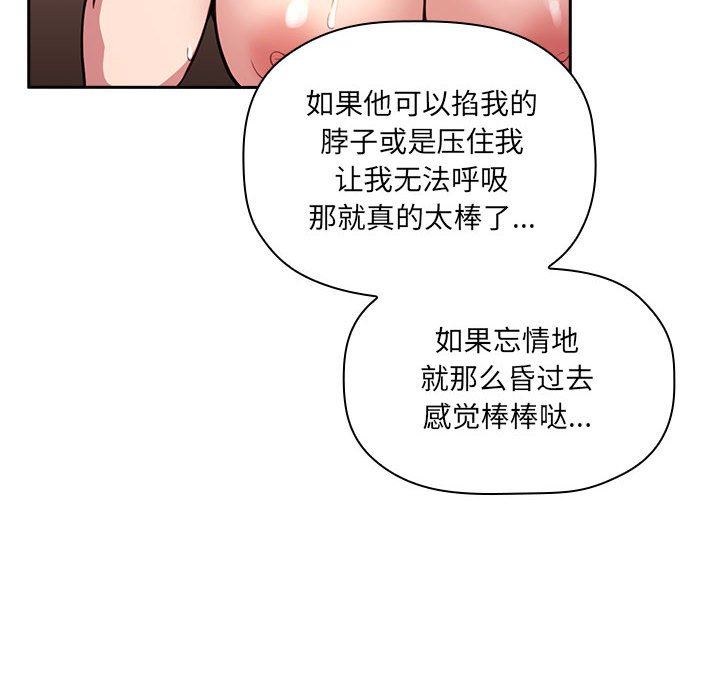 如果他可以掐我的
脖子或是压住我
让我无法呼吸
那就真的太棒了...
如果忘情地
就那么昏过去
感觉棒棒哒...